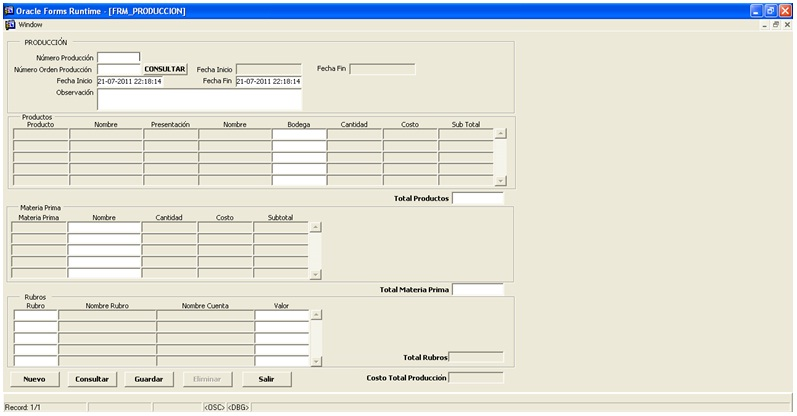 Oracle Forms Runtime - [FRM_PRODUCCION]
Window
PRODUCCIÓN
Número Producción
Número Orden Producción CONSULTAR Fecha Inicio Fecha Fin
Fecha Inicio 21-07-2011 22:18:14 Fecha Fin 21-07-2011 22:18:14
Observación
Productos
Producto Nombre Presentación Nombre Bodega Cantidad Costo Sub Total
Total Productos
Materia Prima
Materia Prima Nombre Cantidad Costo Subtotal
Total Materia Prima
Rubros
Rubro Nombre Rubro Nombre Cuenta Valor
Total Rubros
Nuevo Consultar Guardar Eliminar Salir Costo Total Producción
Record: 1/1 <OSC> <DBG>